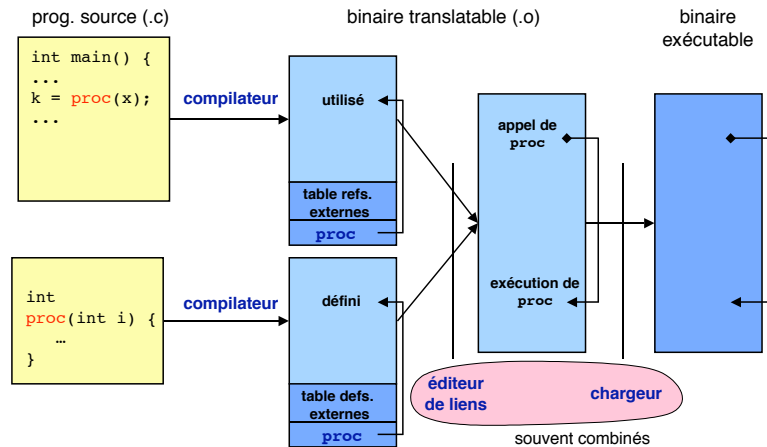 prog. source (.c)
binaire translatable (.o)
binaire
exécutable
int main() {
...
k = proc(x);
...
compilateur
utilisé
table refs.
externes
proc
appel de
proc
exécution de
proc
int
proc(int i) {
…
}
compilateur
défini
table defs.
externes
proc
éditeur
de liens
chargeur
souvent combinés